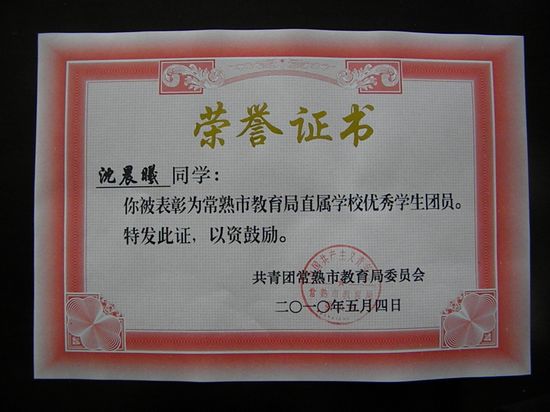 荣誉证书
沈晨曦 同学：
你被表彰为常熟市教育局直属学校优秀学生团员。
特发此证，以资鼓励。
共青团常熟市教育局委员会
二〇一〇年五月四日